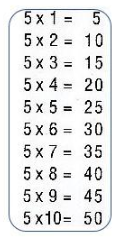 5 x 1 = 5
5 x 2 = 10
5 x 3 = 15
5 x 4 = 20
5 x 5 = 25
5 x 6 = 30
5 x 7 = 35
5 x 8 = 40
5 x 9 = 45
5 x10= 50